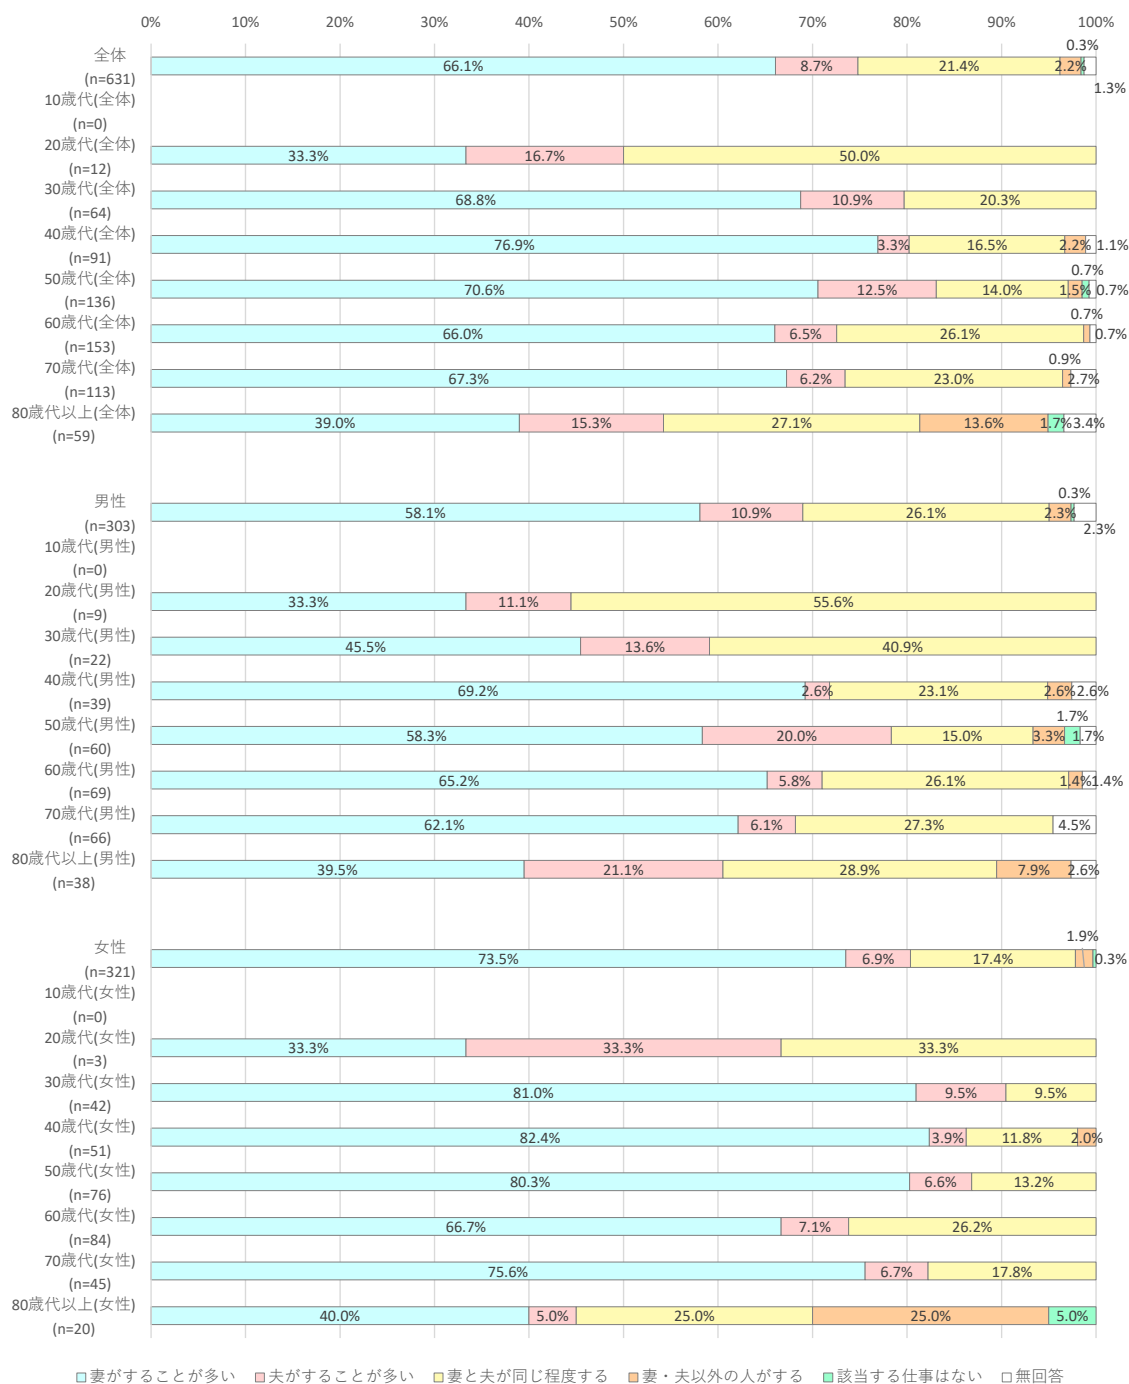 0% 10% 20% 30% 40% 50% 60% 70% 80% 90% 100%
0.3%
全体
(n=631)
66.1% 8.7% 21.4% 2.2%
1.3%
10歳代(全体)
(n=0)
20歳代(全体)
(n=12)
33.3% 16.7% 50.0%
30歳代(全体)
(n=64)
68.8% 10.9% 20.3%
40歳代(全体)
(n=91)
76.9% 3.3% 16.5% 2.2% 1.1%
0.7%
50歳代(全体)
(n=136)
70.6% 12.5% 14.0% 1.5% 0.7%
0.7%
60歳代(全体)
(n=153)
66.0% 6.5% 26.1% 0.7%
0.9%
70歳代(全体)
(n=113)
67.3% 6.2% 23.0% 2.7%
80歳代以上(全体)
(n=59)
39.0% 15.3% 27.1% 13.6% 1.7% 3.4%
0.3%
男性
(n=303)
58.1% 10.9% 26.1% 2.3%
2.3%
10歳代(男性)
(n=0)
20歳代(男性)
(n=9)
33.3% 11.1% 55.6%
30歳代(男性)
(n=22)
45.5% 13.6% 40.9%
40歳代(男性)
(n=39)
69.2% 2.6% 23.1% 2.6% 2.6%
1.7%
50歳代(男性)
(n=60)
58.3% 20.0% 15.0% 3.3% 1.7%
60歳代(男性)
(n=69)
65.2% 5.8% 26.1% 1.4% 1.4%
70歳代(男性)
(n=66)
62.1% 6.1% 27.3% 4.5%
80歳代以上(男性)
(n=38)
39.5% 21.1% 28.9% 7.9% 2.6%
1.9%
女性
(n=321)
73.5% 6.9% 17.4% 0.3%
10歳代(女性)
(n=0)
20歳代(女性)
(n=3)
33.3% 33.3% 33.3%
30歳代(女性)
(n=42)
81.0% 9.5% 9.5%
40歳代(女性)
(n=51)
82.4% 3.9% 11.8% 2.0%
50歳代(女性)
(n=76)
80.3% 6.6% 13.2%
60歳代(女性)
(n=84)
66.7% 7.1% 26.2%
70歳代(女性)
(n=45)
75.6% 6.7% 17.8%
80歳代以上(女性)
(n=20)
40.0% 5.0% 25.0% 25.0% 5.0%
妻がすることが多い 夫がすることが多い 妻と夫が同じ程度する 妻・夫以外の人がする 該当する仕事はない 無回答